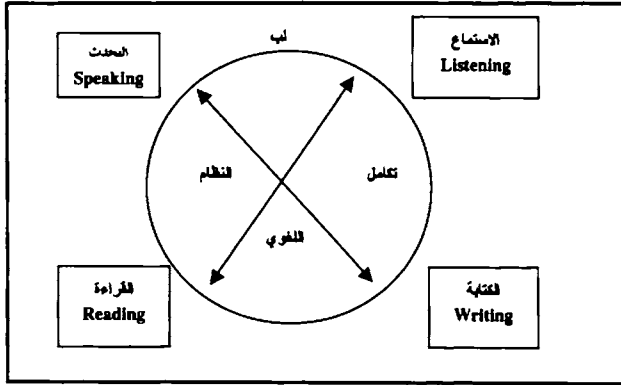 لب
الاستماع
Listening
التحدث
Speaking
تكامل
النظام
اللغوي
الكتابة
Writing
القراءة
Reading